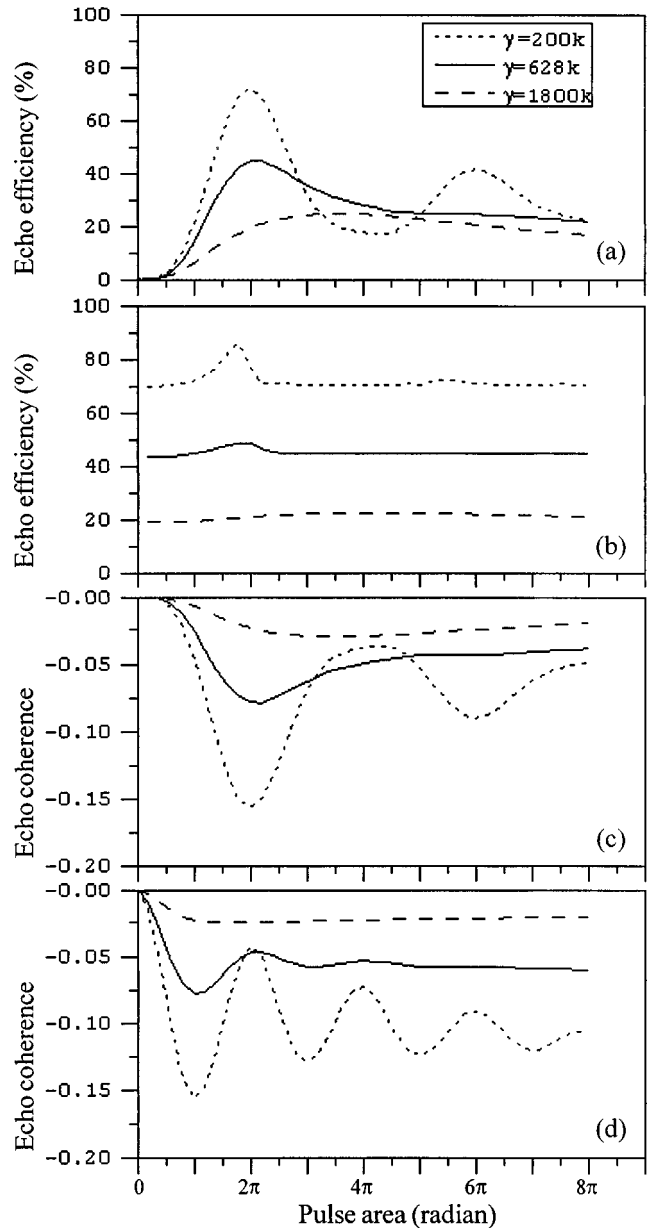 100
80
60
40
20
0
Echo efficiency (%)
γ=200k
γ=628k
γ=1800k
(a)
100
80
60
40
20
0
Echo efficiency (%)
(b)
-0.00
-0.05
-0.10
-0.15
-0.20
Echo coherence
(c)
-0.00
-0.05
-0.10
-0.15
-0.20
Echo coherence
(d)
0 2π 4π 6π 8π
Pulse area (radian)